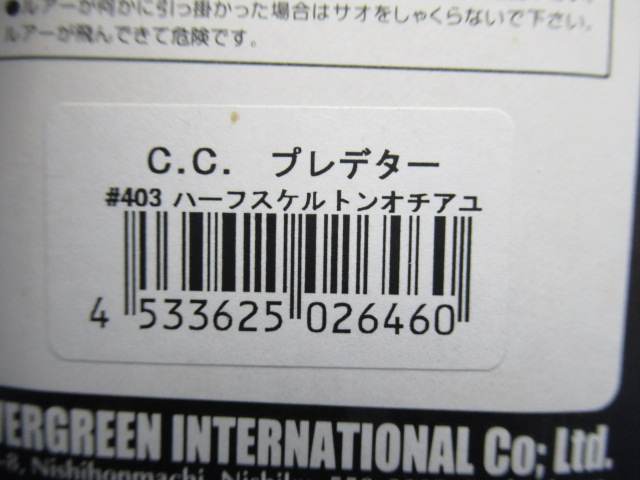 ●ルアーが何かに引っ掛かった場合はサオをしゃくらないで下さい。
ルアーが飛んできて危険です。
C.C. プレデター
#403 ハーフスケルトンオチアユ
4 533625 026460
VERGREEN INTERNATIONAL Co; Ltd.
-8, Nishihonmachi,